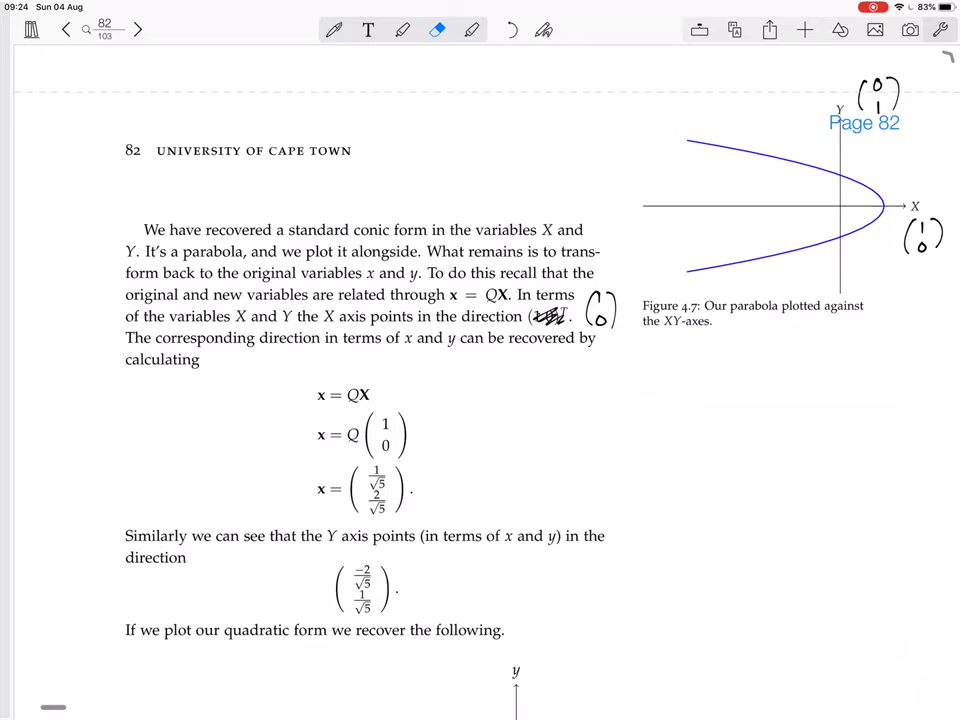 09:24 Sun 04 Aug
83%
82
103
T
( 0
1 )
Y
Page 82
X
( 1
0 )
Figure 4.7: Our parabola plotted against
the XY-axes.
82 UNIVERSITY OF CAPE TOWN
We have recovered a standard conic form in the variables X and
Y. It's a parabola, and we plot it alongside. What remains is to trans-
form back to the original variables x and y. To do this recall that the
original and new variables are related through x = QX. In terms
of the variables X and Y the X axis points in the direction ( T. ( 1
0 )
The corresponding direction in terms of x and y can be recovered by
calculating
x = QX
x = Q ( 1
0 )
x = ( 1/√5
2/√5 ).
Similarly we can see that the Y axis points (in terms of x and y) in the
direction
( -2/√5
1/√5 ).
If we plot our quadratic form we recover the following.
y